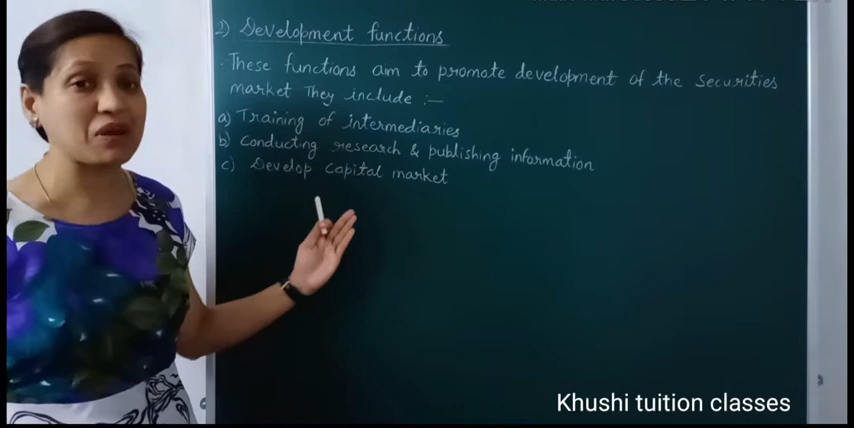 2) Development functions
- These functions aim to promote development of the securities
market They include :—
a) Training of intermediaries
b) Conducting research & publishing information
c) Develop capital market
Khushi tuition classes